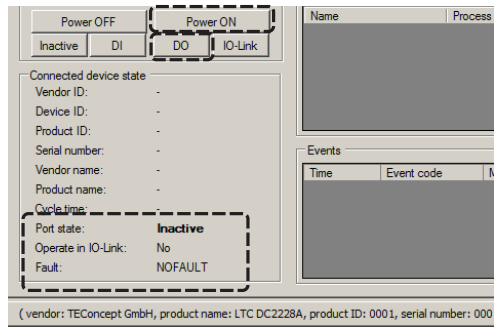 Power OFF Power ON
Inactive DI DO IO-Link
Connected device state
Vendor ID: -
Device ID: -
Product ID: -
Serial number: -
Vendor name: -
Product name: -
Cycle time: -
Port state: Inactive
Operate in IO-Link: No
Fault: NOFAULT
Name Process
Events
Time Event code
( vendor: TEConcept GmbH, product name: LTC DC2228A, product ID: 0001, serial number: 000